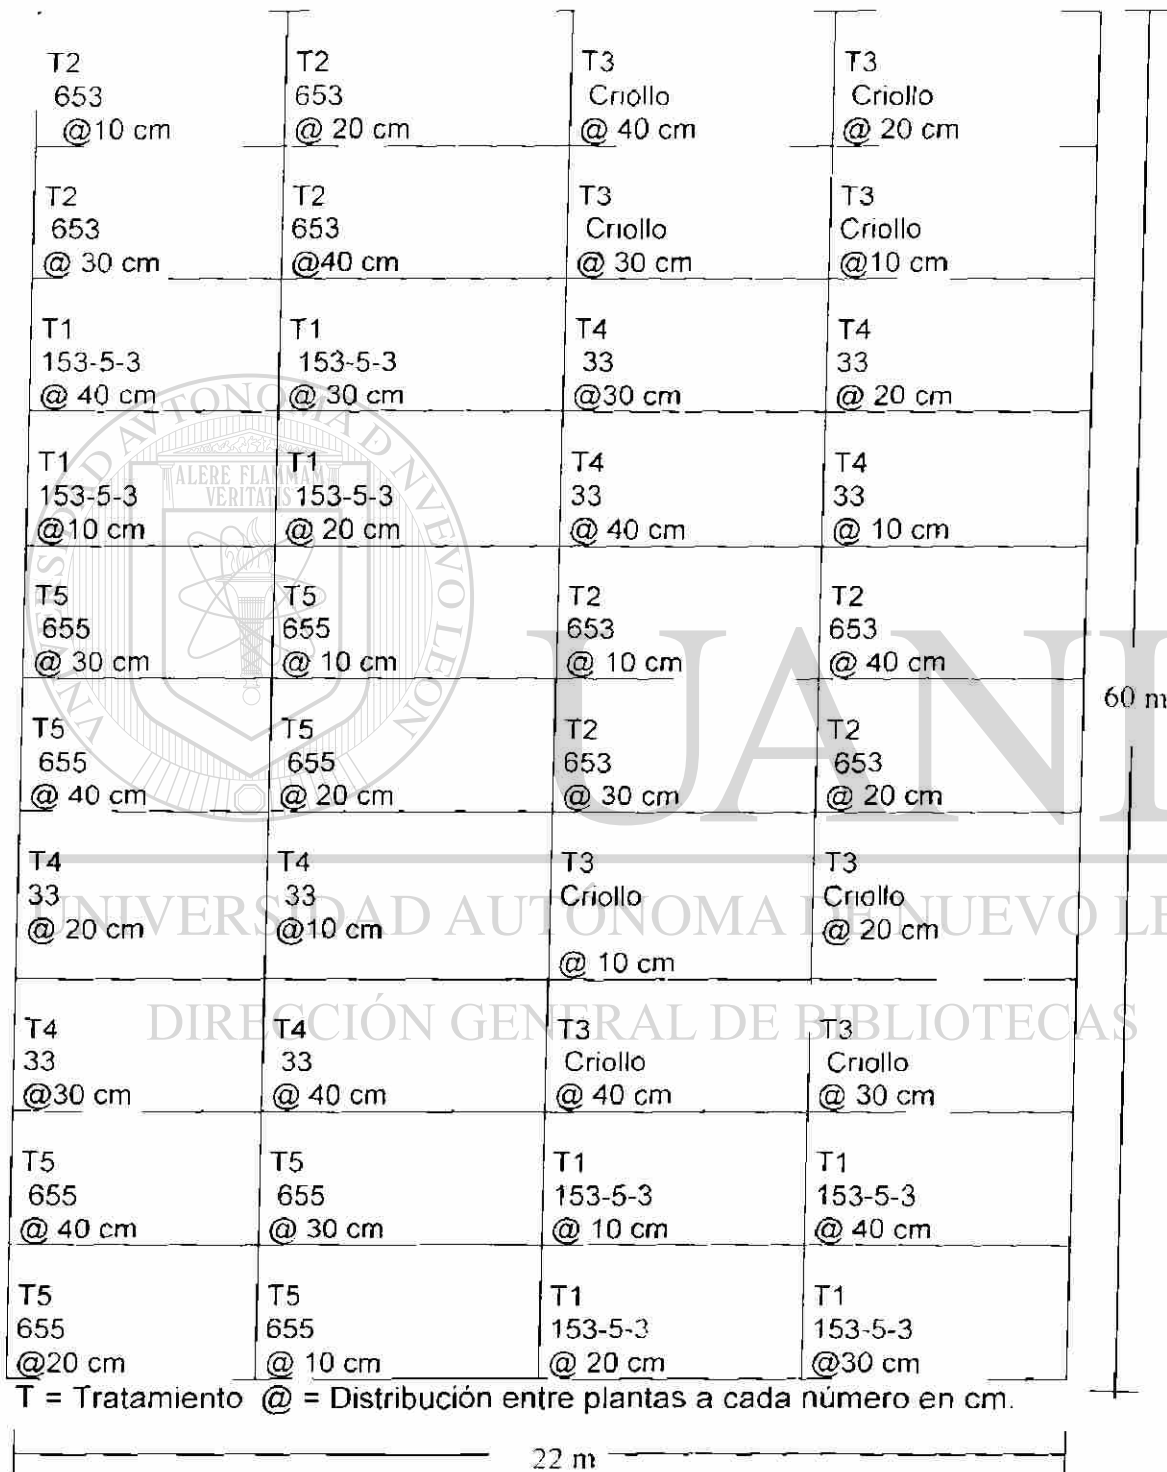 T2
653
@10 cm
T2
653
@ 20 cm
T3
Criollo
@ 40 cm
T3
Criollo
@ 20 cm
T2
653
@ 30 cm
T2
653
@40 cm
T3
Criollo
@ 30 cm
T3
Criollo
@10 cm
T1
153-5-3
@ 40 cm
T1
153-5-3
@ 30 cm
T4
33
@30 cm
T4
33
@ 20 cm
T1
153-5-3
@10 cm
T1
153-5-3
@ 20 cm
T4
33
@ 40 cm
T4
33
@ 10 cm
T5
655
@ 30 cm
T5
655
@ 10 cm
T2
653
@ 10 cm
T2
653
@ 40 cm
T5
655
@ 40 cm
T5
655
@ 20 cm
T2
653
@ 30 cm
T2
653
@ 20 cm
T4
33
@ 20 cm
T4
33
@10 cm
T3
Criollo
@ 10 cm
T3
Criollo
@ 20 cm
T4
33
@30 cm
T4
33
@ 40 cm
T3
Criollo
@ 40 cm
T3
Criollo
@ 30 cm
T5
655
@ 40 cm
T5
655
@ 30 cm
T1
153-5-3
@ 10 cm
T1
153-5-3
@ 40 cm
T5
655
@20 cm
T5
655
@ 10 cm
T1
153-5-3
@ 20 cm
T1
153-5-3
@30 cm
60 m
T = Tratamiento @ = Distribución entre plantas a cada número en cm.
22 m
UNIVERSIDAD AUTONOMA D NUEVO LEON
ALERE FLAMMAM
VERITATIS
UANL
UNIVERSIDAD AUTÓNOMA DE NUEVO LE
DIRECCIÓN GENERAL DE BIBLIOTECAS